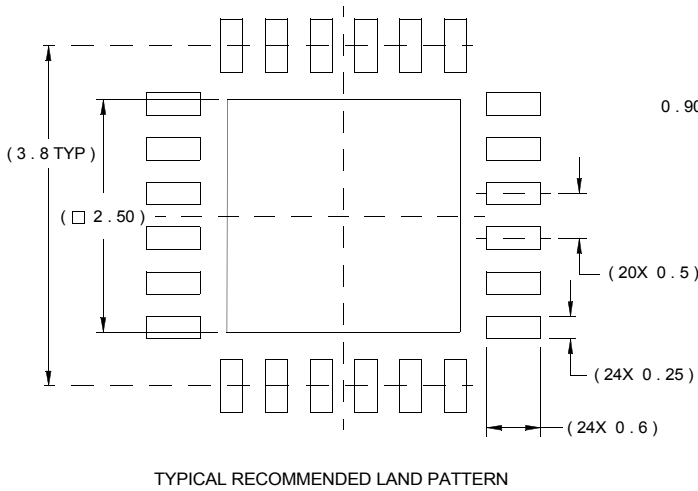 0.90
( 3 . 8 TYP )
( □ 2 . 50 )
( 20X 0 . 5 )
( 24X 0 . 25 )
( 24X 0 . 6 )
TYPICAL RECOMMENDED LAND PATTERN